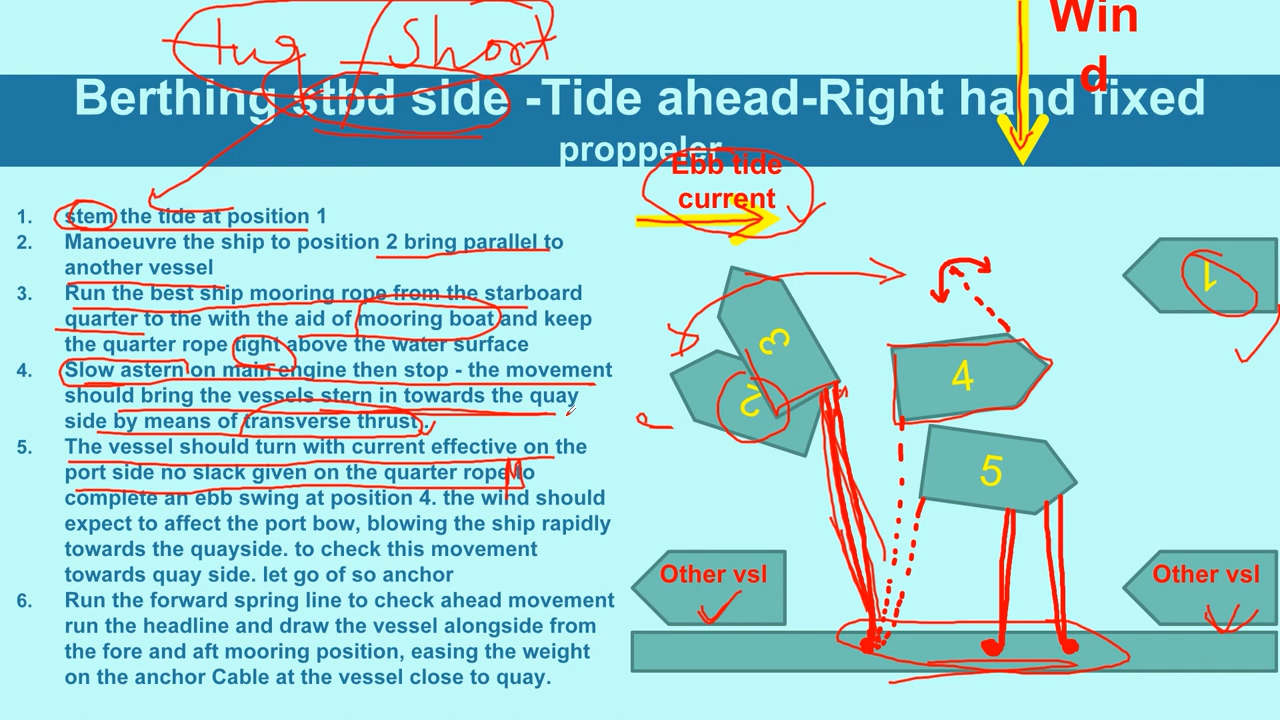 tug / Short
Win
d
Berthing stbd side -Tide ahead-Right hand fixed
proppeler
Ebb tide
current
1. stem the tide at position 1
2. Manoeuvre the ship to position 2 bring parallel to
another vessel
3. Run the best ship mooring rope from the starboard
quarter to the with the aid of mooring boat and keep
the quarter rope tight above the water surface
4. Slow astern on main engine then stop - the movement
should bring the vessels stern in towards the quay
side by means of transverse thrust .
5. The vessel should turn with current effective on the
port side no slack given on the quarter rope to
complete an ebb swing at position 4. the wind should
expect to affect the port bow, blowing the ship rapidly
towards the quayside. to check this movement
towards quay side. let go of so anchor
6. Run the forward spring line to check ahead movement
run the headline and draw the vessel alongside from
the fore and aft mooring position, easing the weight
on the anchor Cable at the vessel close to quay.
1
3
2
4
5
P
S
Other vsl
Other vsl